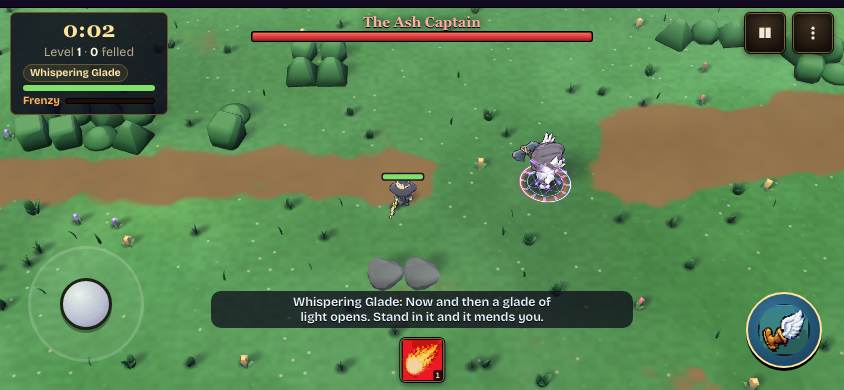 0:02
Level 1 · 0 felled
Whispering Glade
Frenzy
The Ash Captain
Whispering Glade: Now and then a glade of
light opens. Stand in it and it mends you.
1